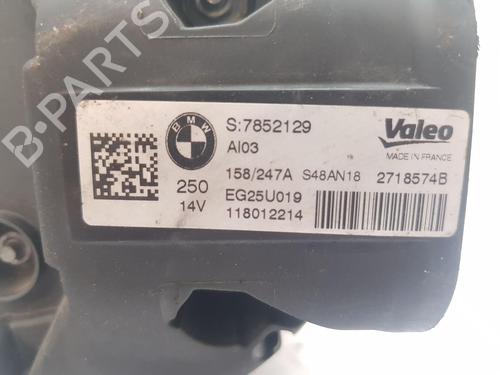 B-PARTS
BMW
S:7852129
AI03
Valeo
MADE IN FRANCE
158/247A S48AN18 2718574B
250
14V
EG25U019
118012214